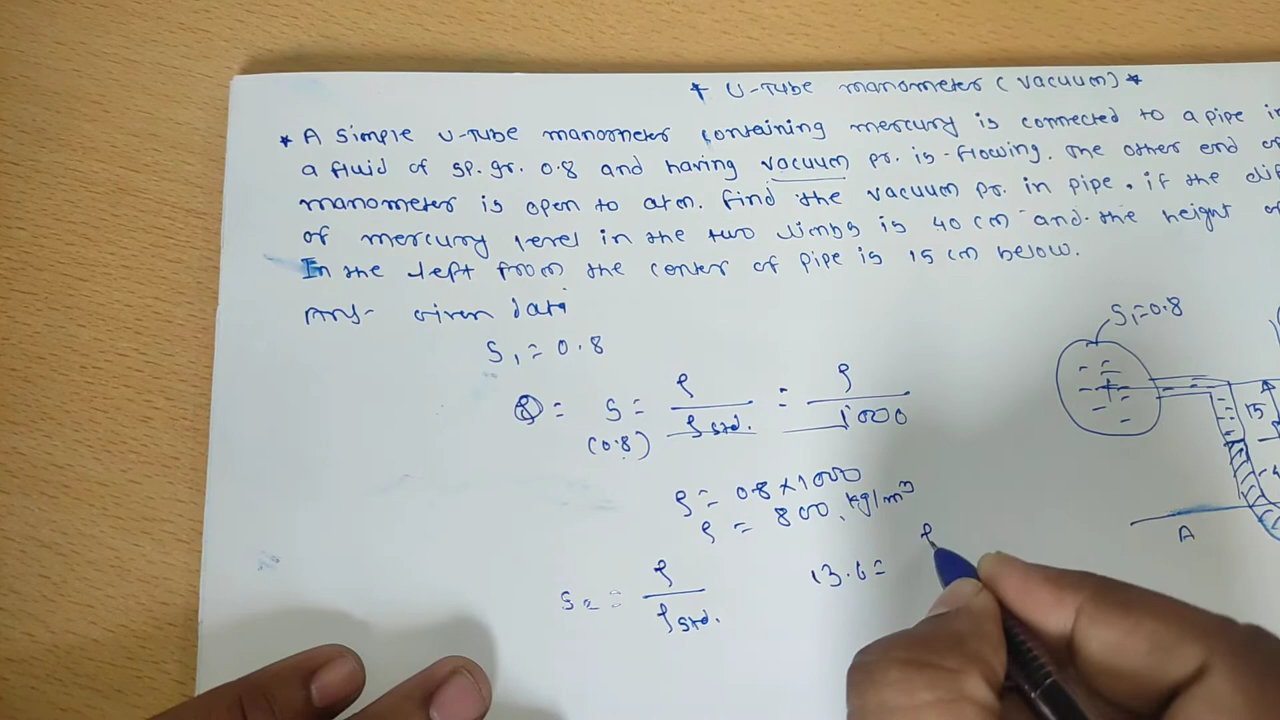 * U-Tube manometer (vacuum) *
* A simple U-Tube manometer containing mercury is connected to a pipe in
a fluid of sp.gr. 0.8 and having vacuum pr. is flowing. The other end of
manometer is open to atm. Find the vacuum pr. in pipe. if the dif
of mercury level in the two limbs is 40 cm and the height of
In the left from the center of pipe is 15 cm below.
Ans- Given data
S1 = 0.8
S = ρ / ρstd. = ρ / 1000
(0.8)
ρ = 0.8 × 1000
ρ = 800. kg/m³
S2 = ρ / ρstd. 13.6 = ρ
S1=0.8
15
A